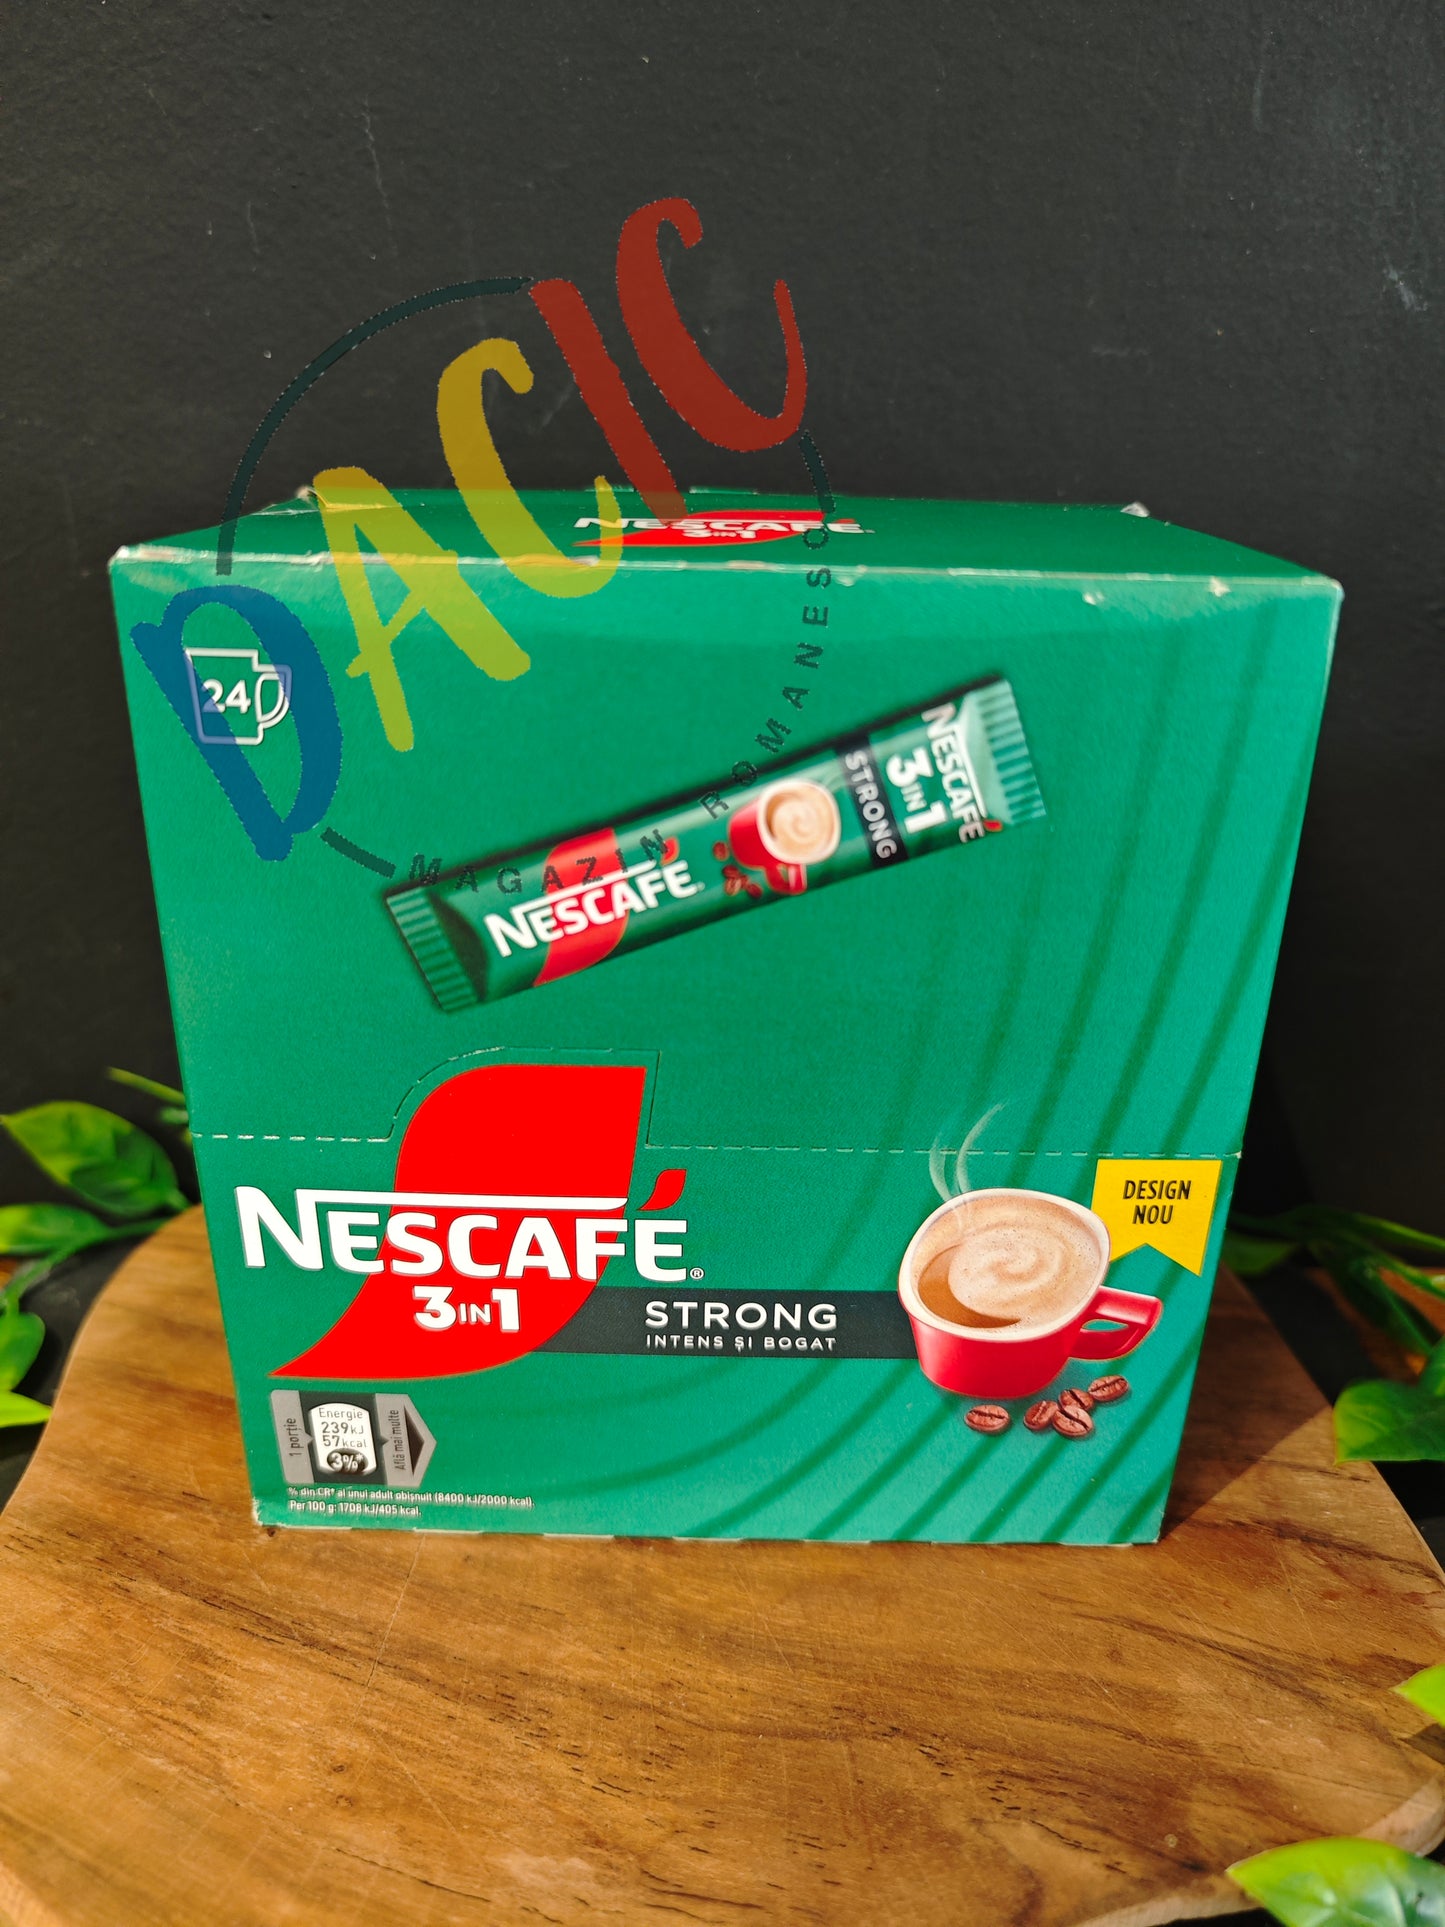 DACIC
MAGAZIN ROMANESC
NESCAFÉ®
3IN1
24
NESCAFÉ
STRONG
NESCAFÉ
3IN1
DESIGN
NOU
NESCAFÉ®
3IN1
STRONG
INTENS ȘI BOGAT
1 porție
Energie
239kJ
57kcal
3%*
Află mai multe
% din CR* al unui adult obișnuit (8400 kJ/2000 kcal).
Per 100 g: 1708 kJ/405 kcal.